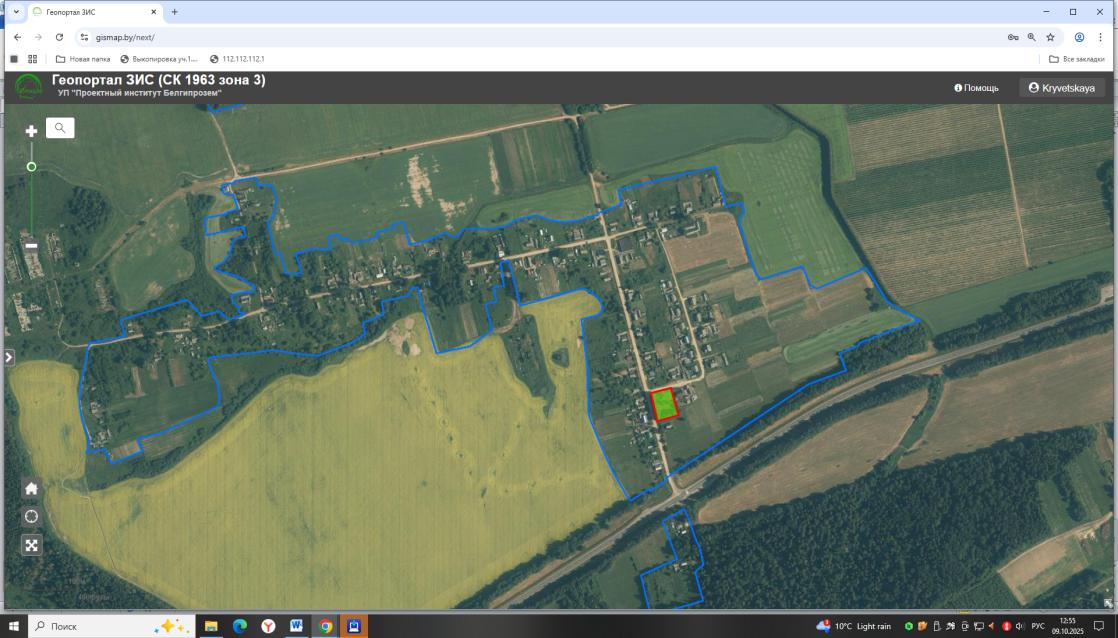 Геопортал ЗИС
gismap.by/next/
Новая папка
Выкопировка уч.1....
112.112.112.1
Все закладки
Геопортал ЗИС (СК 1963 зона 3)
УП "Проектный институт Белгипрозем"
Помощь
Kryvetskaya
Поиск
10°C Light rain
РУС
12:55
09.10.2025